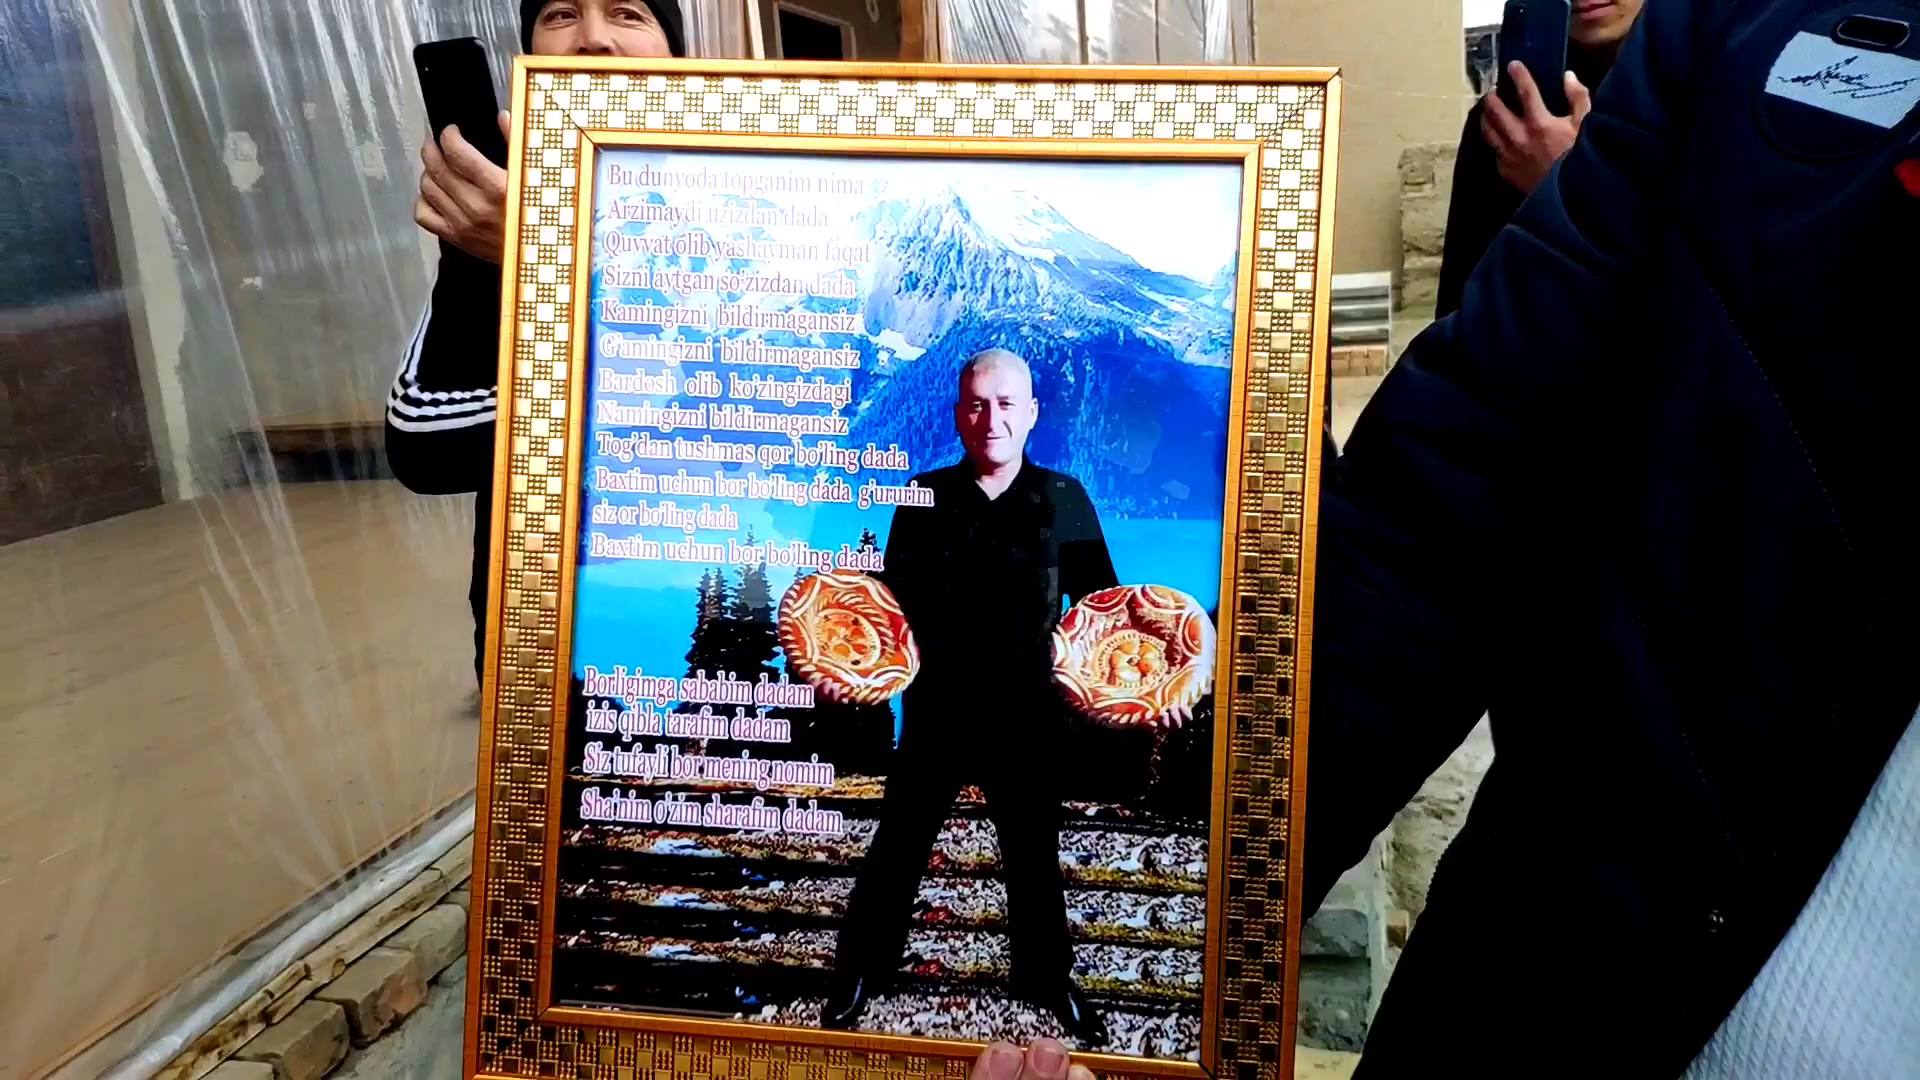 Bu dunyoda topganim nima
Arzimaydi uzizdan dada
Quvvat olib yashayman faqat
Sizni aytgan so'zizdan dada
Kamingizni bildirmagansiz
G'amingizni bildirmagansiz
Bardosh olib ko'zingizdagi
Namingizni bildirmagansiz
Tog'dan tushmas qor bo'ling dada
Baxtim uchun bor bo'ling dada g'ururim
siz or bo'ling dada
Baxtim uchun bor bo'ling dada
Borligimga sababim dadam
izis qibla tarafim dadam
Siz tufayli bor mening nomim
Sha'nim o'zim sharafim dadam